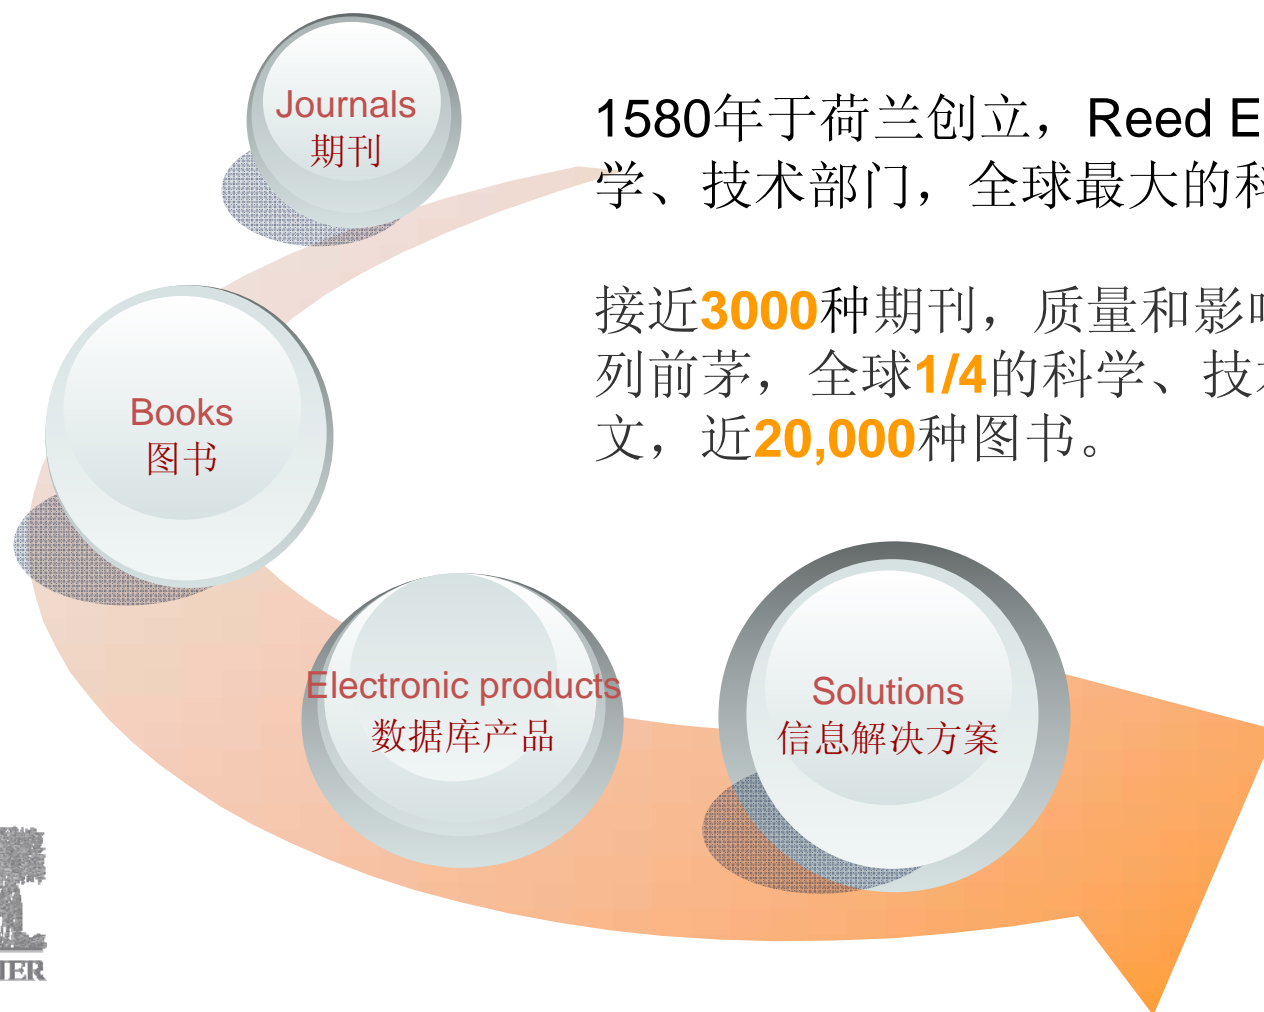 Journals
期刊
1580年于荷兰创立，Reed E
学、技术部门，全球最大的科
接近3000种期刊，质量和影响
列前茅，全球1/4的科学、技术
文，近20,000种图书。
Books
图书
Electronic products
数据库产品
Solutions
信息解决方案
IER